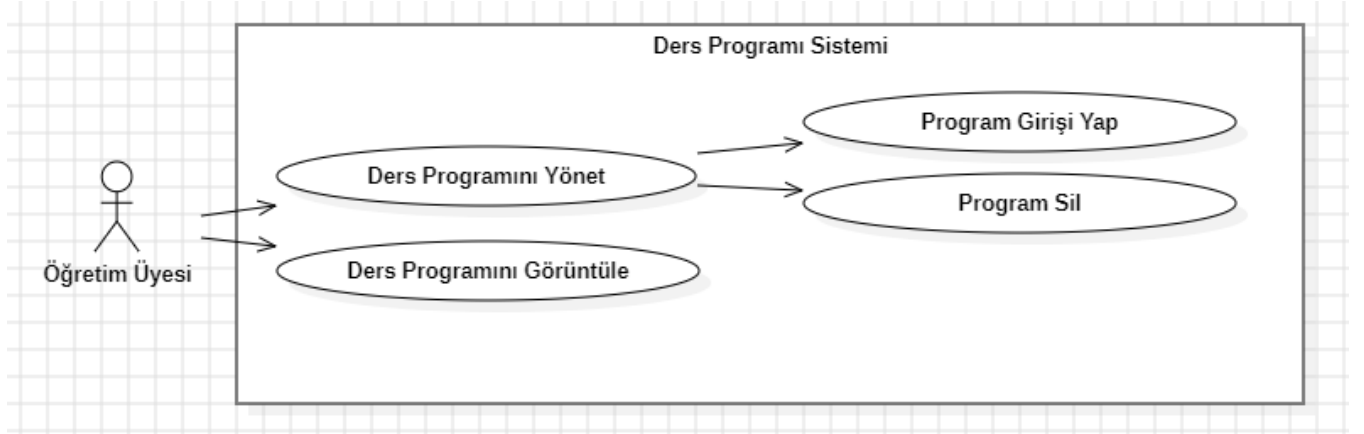 Ders Programı Sistemi
Program Girişi Yap
Ders Programını Yönet
Program Sil
Öğretim Üyesi
Ders Programını Görüntüle